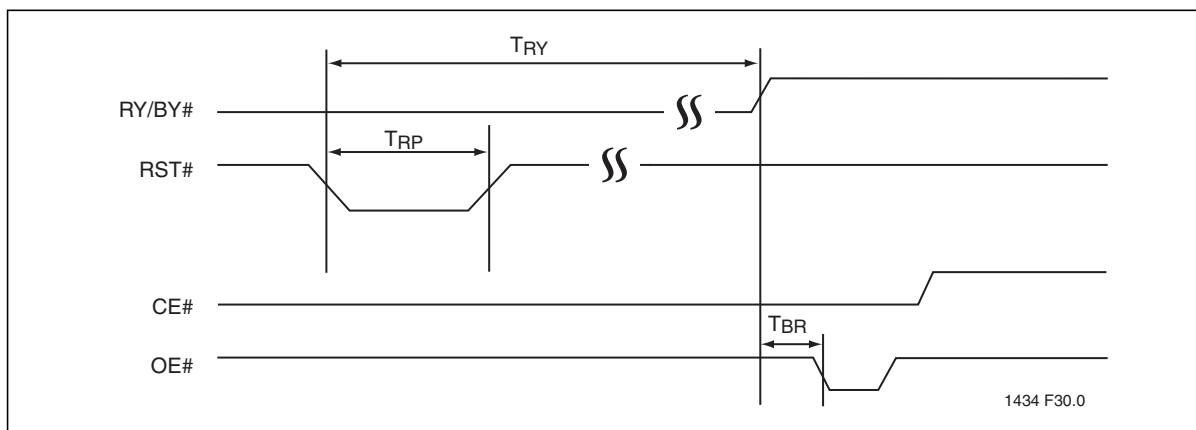 TRY
RY/BY#
TRP
RST#
CE#
TBR
OE#
1434 F30.0